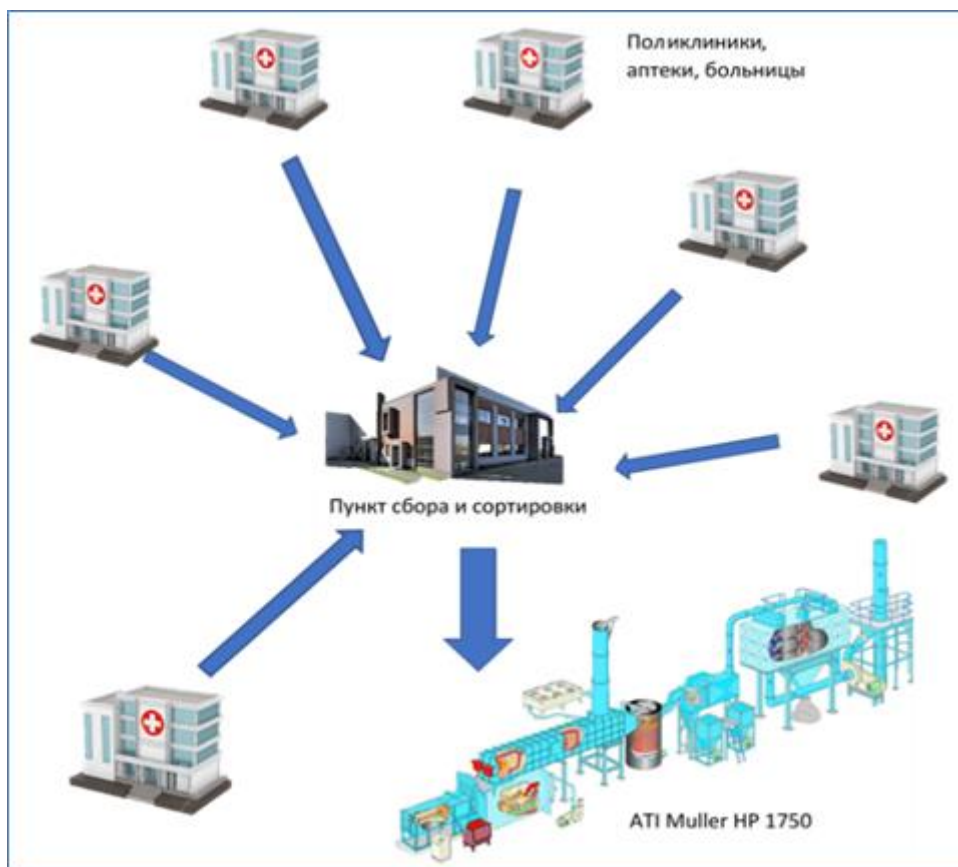 Поликлиники,
аптеки, больницы
Пункт сбора и сортировки
ATI Muller HP 1750